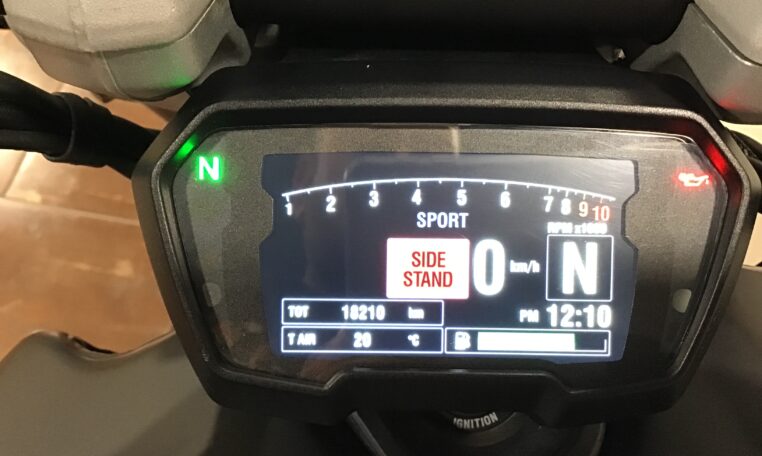 N
1 2 3 4 5 6 7 8 9 10
RPM x1000
SPORT
SIDE
STAND
0 km/h
N
TOT 18210 km
PM 12:10
T AIR 20 °C
IGNITION